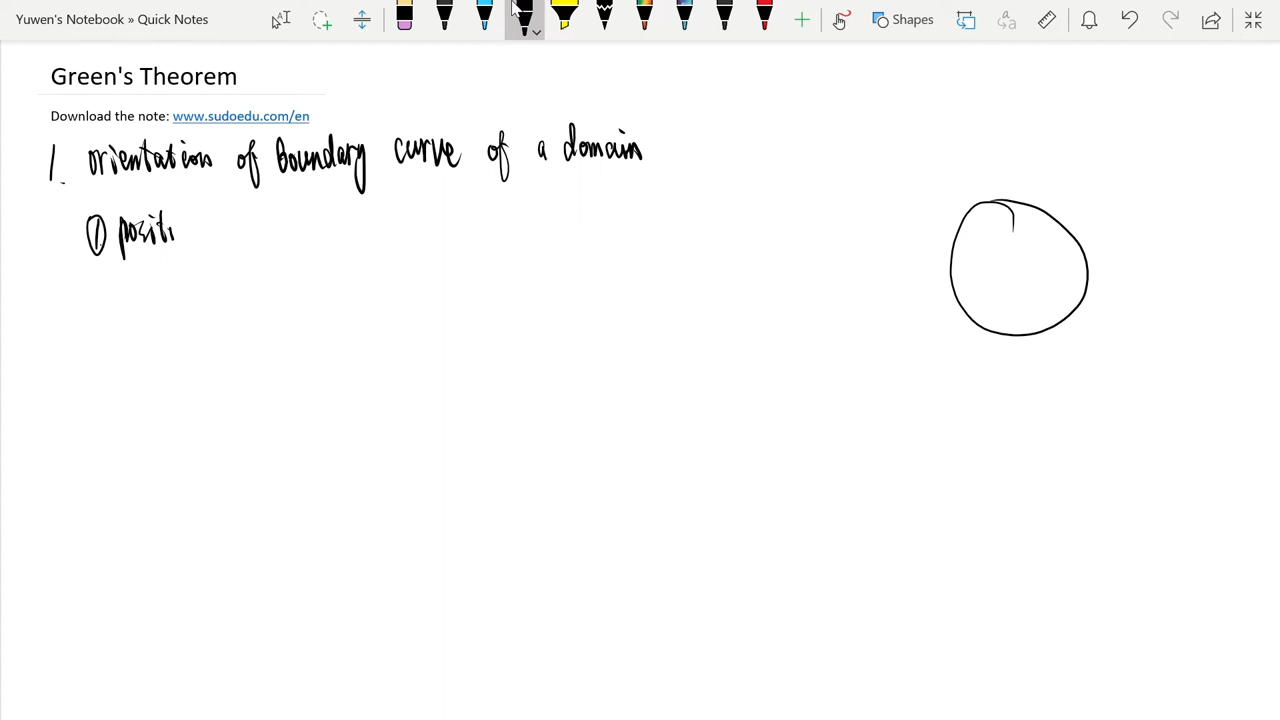 Yuwen's Notebook » Quick Notes
Shapes
Green's Theorem
Download the note: www.sudoedu.com/en
1. orientation of Boundary curve of a domain
① positi